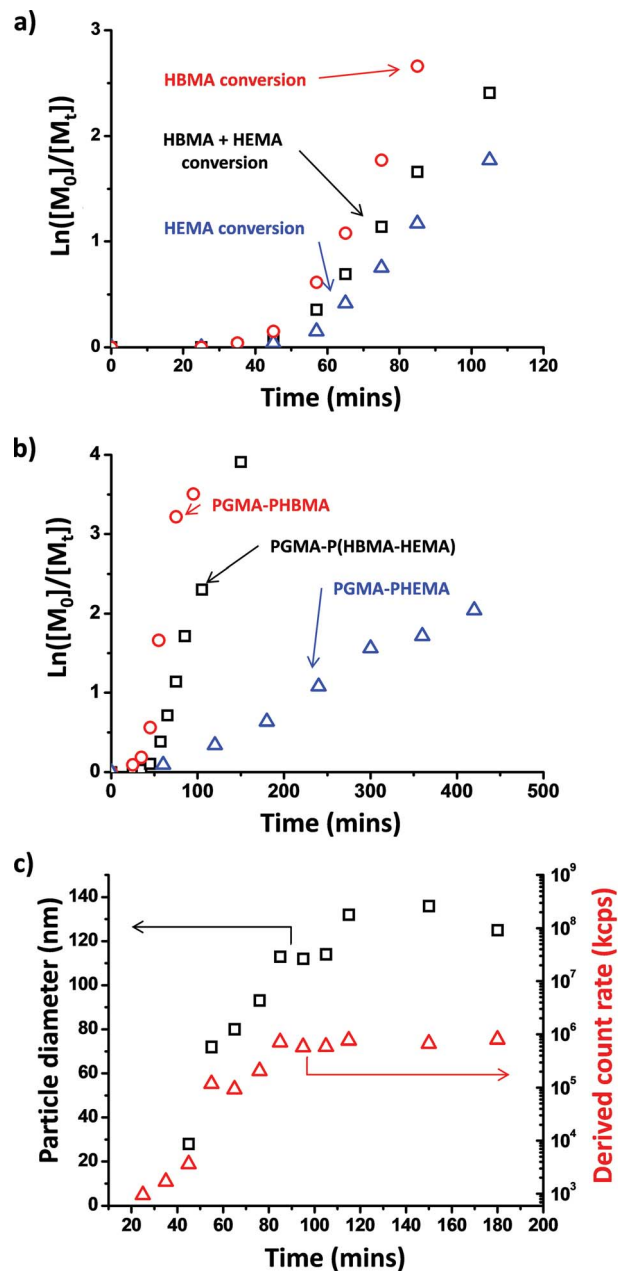 a)
3
2
1
0
Ln([M₀]/[Mₜ])
HBMA conversion
HBMA + HEMA
conversion
HEMA conversion
0 20 40 60 80 100 120
Time (mins)
b)
4
3
2
1
0
Ln([M₀]/[Mₜ])
PGMA-PHBMA
PGMA-P(HBMA-HEMA)
PGMA-PHEMA
0 100 200 300 400 500
Time (mins)
c)
140
120
100
80
60
40
20
0
Particle diameter (nm)
10⁹
10⁸
10⁷
10⁶
10⁵
10⁴
10³
Derived count rate (kcps)
20 40 60 80 100 120 140 160 180 200
Time (mins)